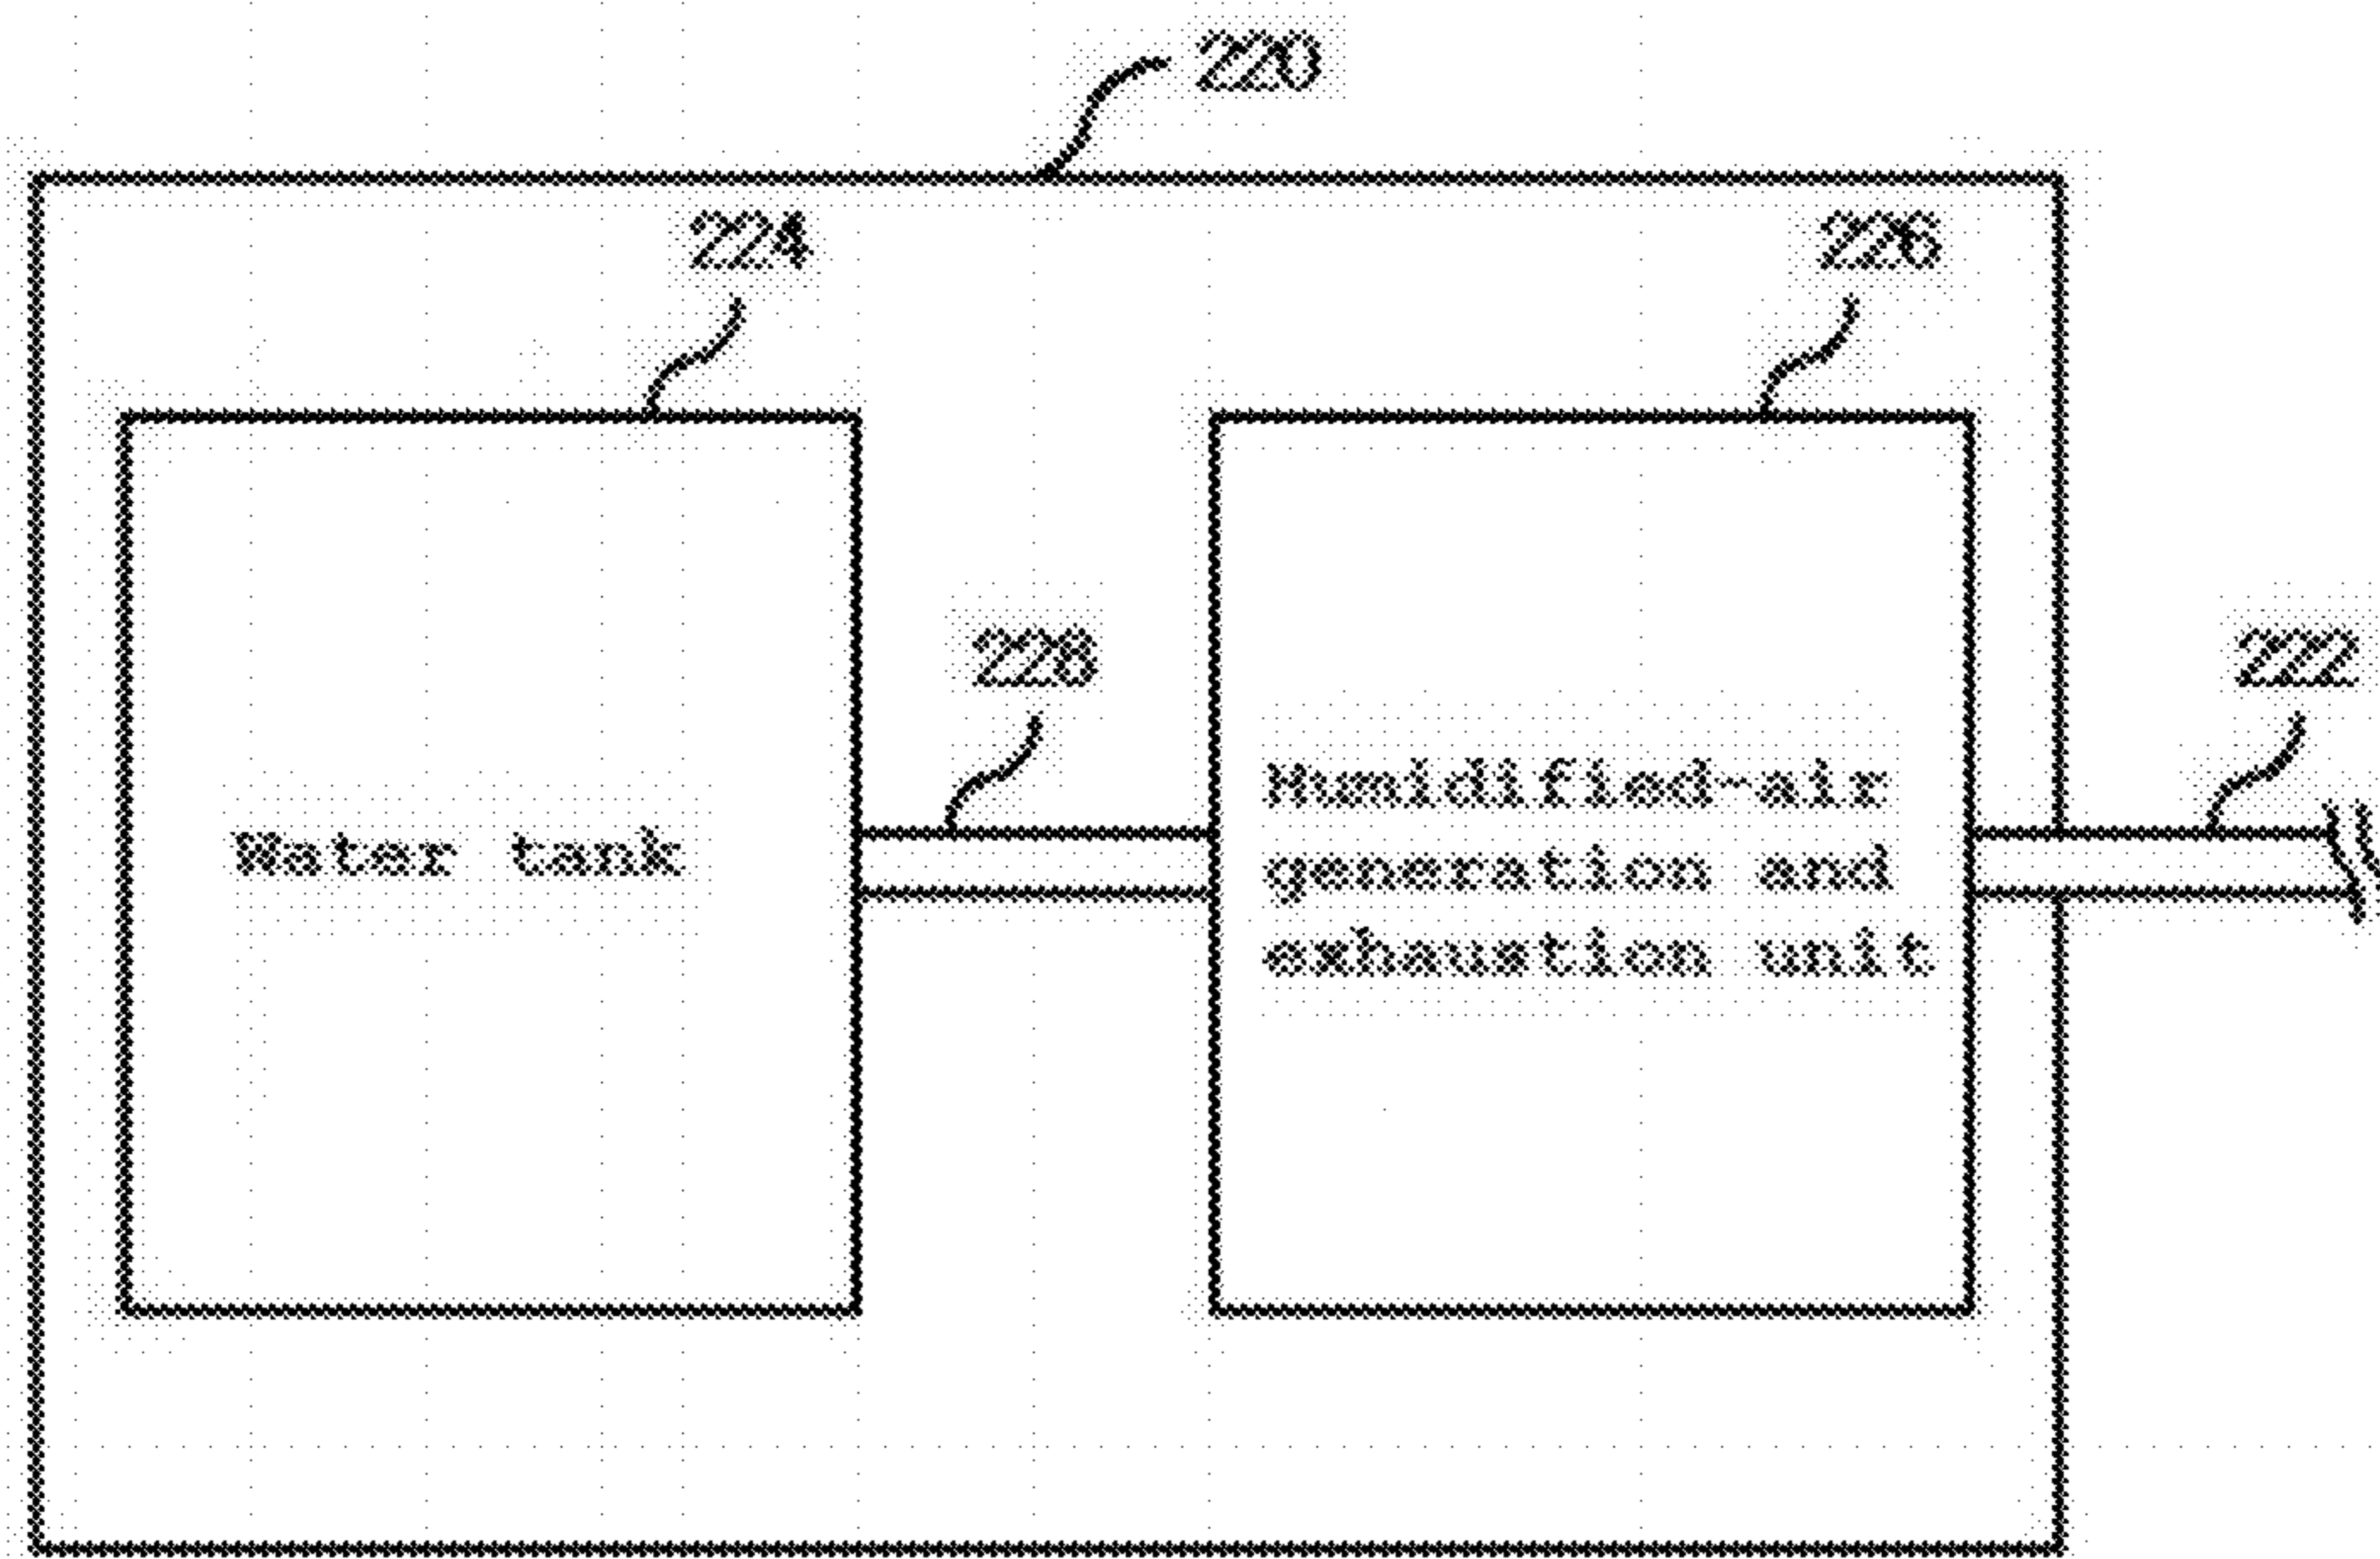 220
224
226
228
222
Water tank
Humidified-air
generation and
exhaustion unit